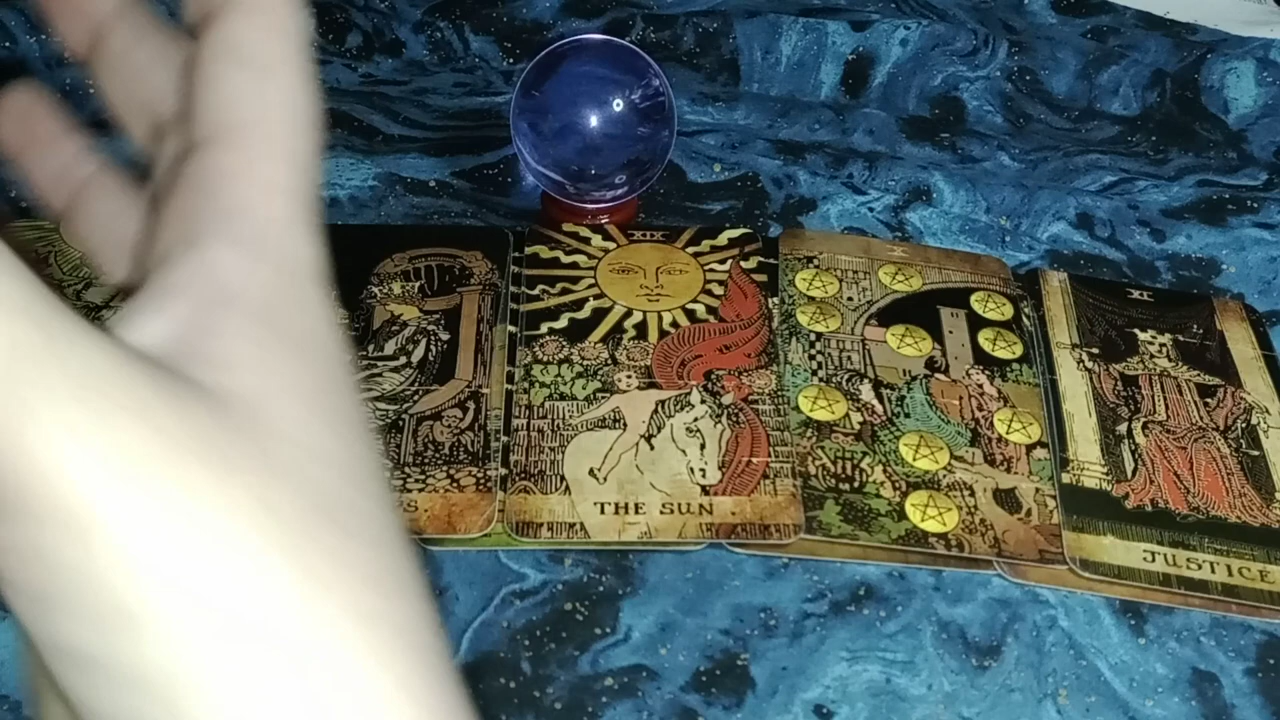 XIX
X
XI
S.
THE SUN.
JUSTICE